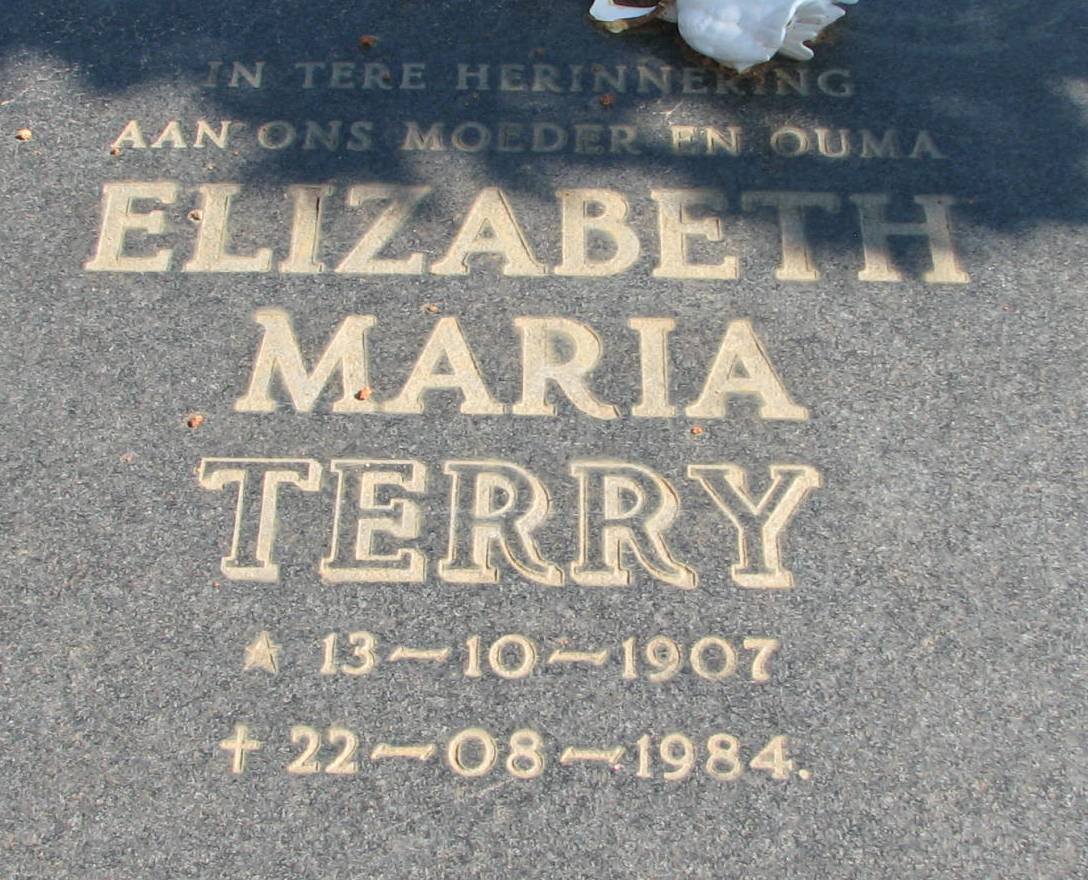 IN TERE HERINNERING
AAN ONS MOEDER EN OUMA
ELIZABETH
MARIA
TERRY
★ 13~10~1907
† 22~08~1984.